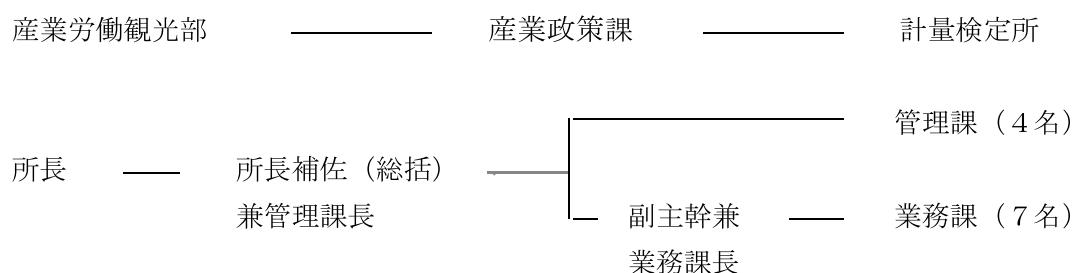 産業労働観光部 産業政策課 計量検定所
管理課（４名）
所長 所長補佐（総括）
兼管理課長 副主幹兼 業務課（７名）
業務課長